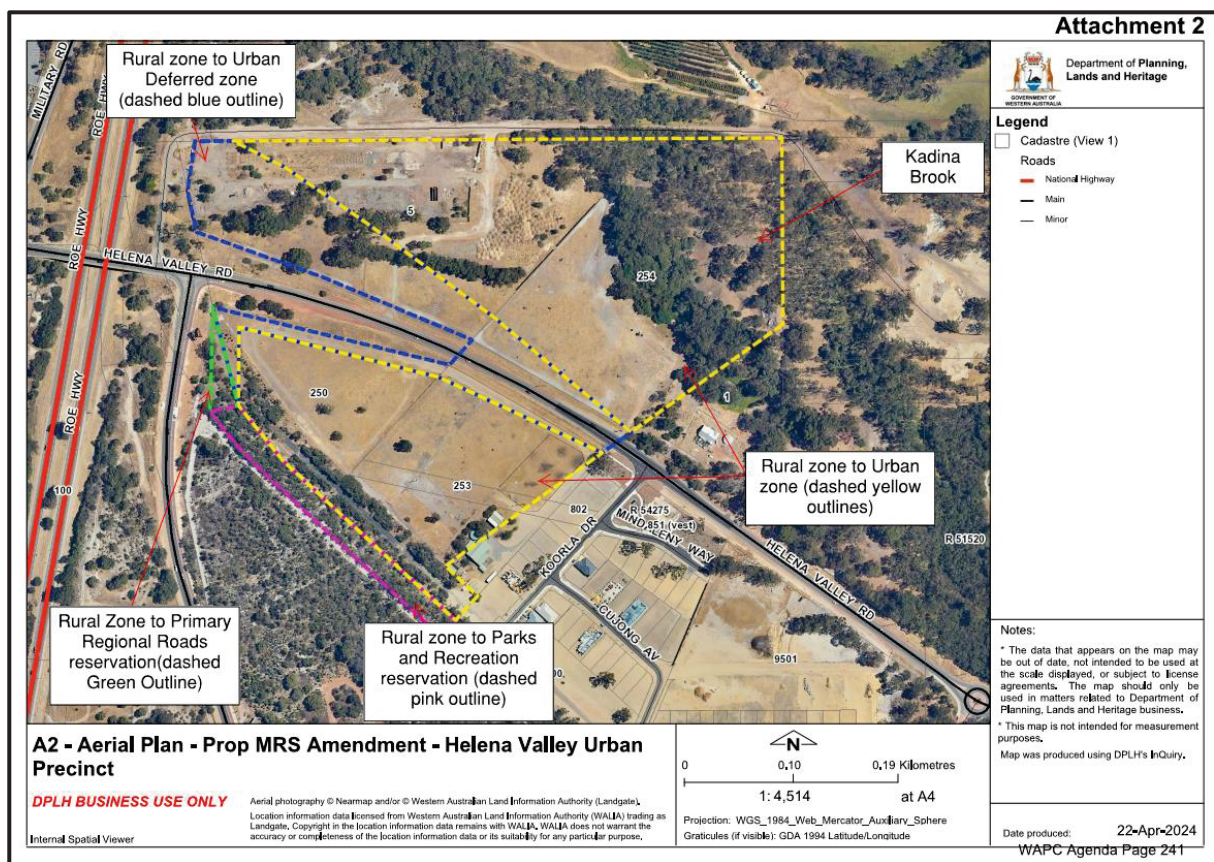 Attachment 2
Rural zone to Urban
Deferred zone
(dashed blue outline)
MILITARY RD
ROE HWY
ROE HWY
Kadina
Brook
5
HELENA VALLEY RD
254
ROE HWY
ROE HWY
250
1
253
Rural zone to Urban
zone (dashed yellow
outlines)
100
802
R 54275
851 (vest)
KOORLA DR
HELENA VALLEY RD
R 51520
CUJONG AV
Rural Zone to Primary
Regional Roads
reservation(dashed
Green Outline)
Rural zone to Parks
and Recreation
reservation (dashed
pink outline)
9501
Department of Planning,
Lands and Heritage
GOVERNMENT OF
WESTERN AUSTRALIA
Legend
Cadastre (View 1)
Roads
National Highway
Main
Minor
Notes:
* The data that appears on the map may
be out of date, not intended to be used at
the scale displayed, or subject to license
agreements. The map should only be
used in matters related to Department of
Planning, Lands and Heritage business.
* This map is not intended for measurement
purposes.
Map was produced using DPLH's InQuiry.
A2 - Aerial Plan - Prop MRS Amendment - Helena Valley Urban
Precinct
DPLH BUSINESS USE ONLY
Internal Spatial Viewer
Aerial photography © Nearmap and/or © Western Australian Land Information Authority (Landgate).
Location information data licensed from Western Australian Land Information Authority (WALIA) trading as
Landgate. Copyright in the location information data remains with WALIA. WALIA does not warrant the
accuracy or completeness of the location information data or its suitability for any particular purpose.
N
0 0.10 0.19 Kilometres
1: 4,514 at A4
Projection: WGS_1984_Web_Mercator_Auxiliary_Sphere
Graticules (if visible): GDA 1994 Latitude/Longitude
Date produced: 22-Apr-2024
WAPC Agenda Page 241